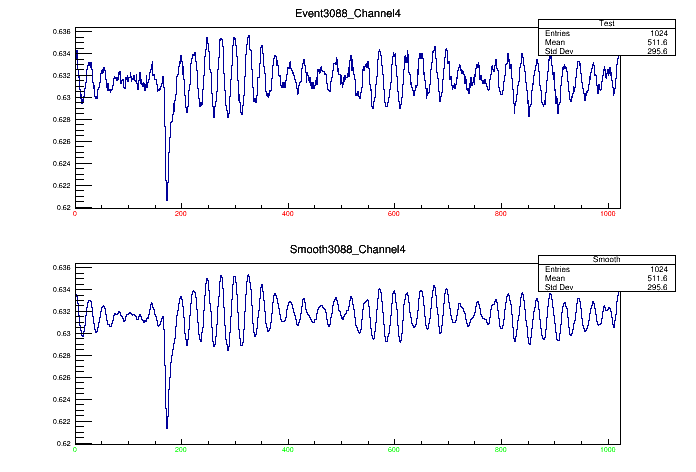 Event3088_Channel4
Test
Entries 1024
Mean 511.6
Std Dev 295.6
0.636
0.634
0.632
0.63
0.628
0.626
0.624
0.622
0.62
0 200 400 600 800 1000
Smooth3088_Channel4
Smooth
Entries 1024
Mean 511.6
Std Dev 295.6
0.636
0.634
0.632
0.63
0.628
0.626
0.624
0.622
0.62
0 200 400 600 800 1000